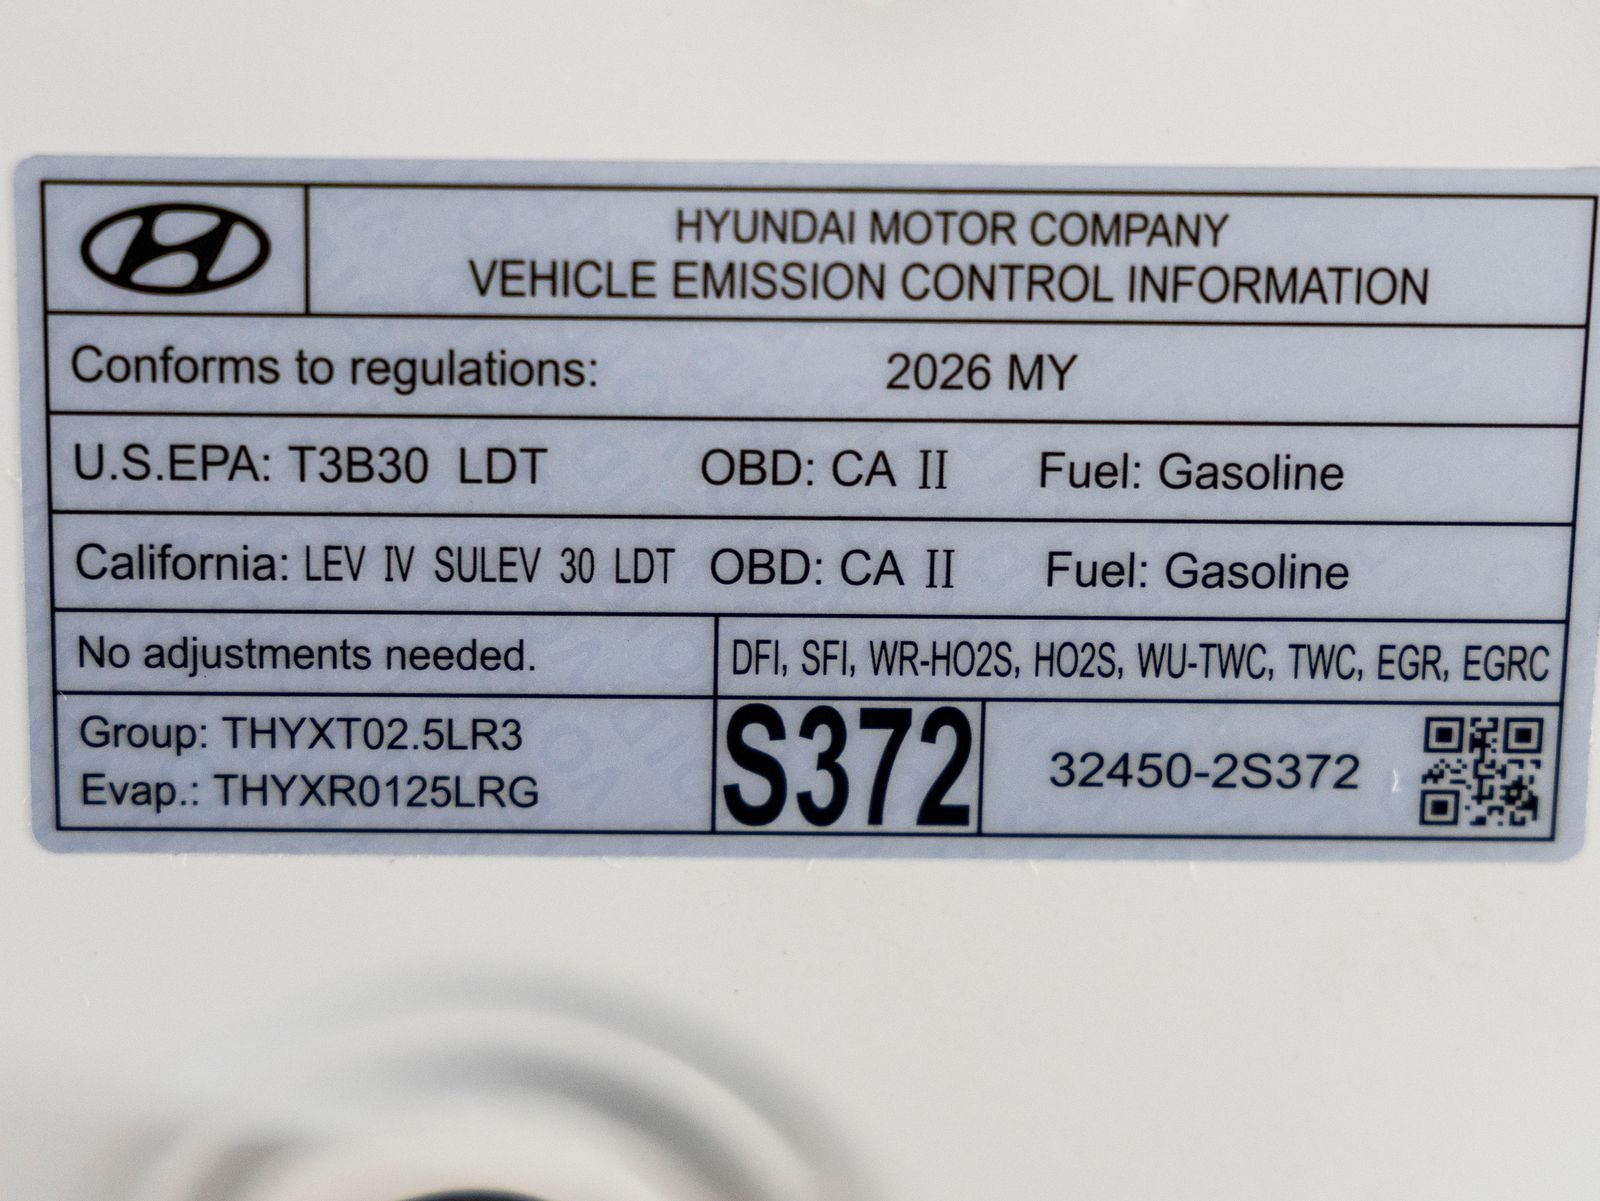 HYUNDAI MOTOR COMPANY
VEHICLE EMISSION CONTROL INFORMATION
Conforms to regulations: 2026 MY
U.S.EPA: T3B30 LDT OBD: CA II Fuel: Gasoline
California: LEV IV SULEV 30 LDT OBD: CA II Fuel: Gasoline
No adjustments needed. DFI, SFI, WR-HO2S, HO2S, WU-TWC, TWC, EGR, EGRC
Group: THYXT02.5LR3
Evap.: THYXR0125LRG
S372
32450-2S372